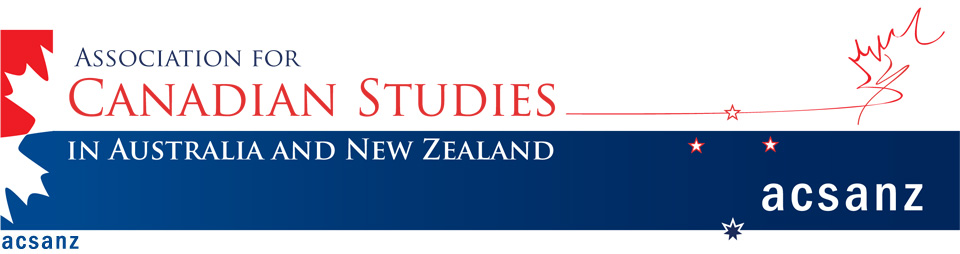 Association for
Canadian Studies
in Australia and New Zealand
acsanz
acsanz